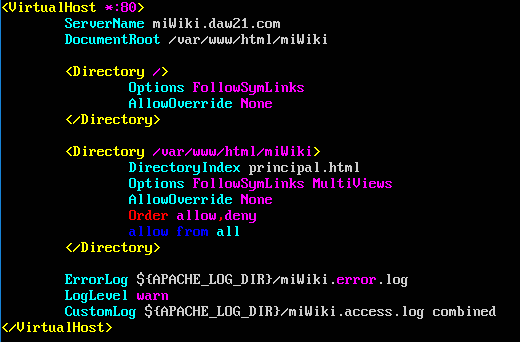 <VirtualHost *:80>
ServerName miWiki.daw21.com
DocumentRoot /var/www/html/miWiki
<Directory />
Options FollowSymLinks
AllowOverride None
</Directory>
<Directory /var/www/html/miWiki>
DirectoryIndex principal.html
Options FollowSymLinks MultiViews
AllowOverride None
Order allow,deny
allow from all
</Directory>
ErrorLog ${APACHE_LOG_DIR}/miWiki.error.log
LogLevel warn
CustomLog ${APACHE_LOG_DIR}/miWiki.access.log combined
</VirtualHost>